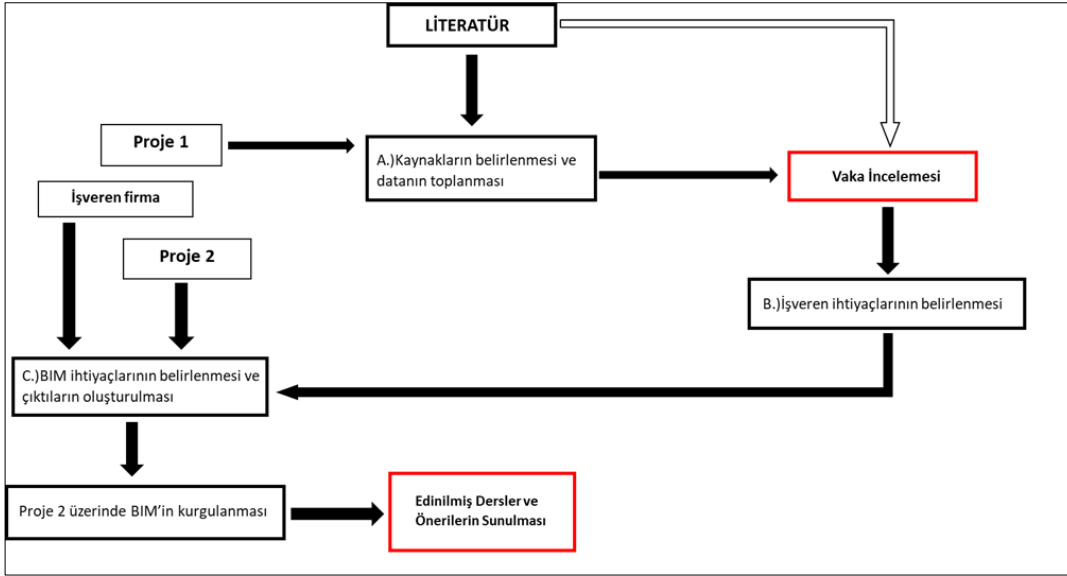 LİTERATÜR
Proje 1
A.)Kaynakların belirlenmesi ve
datanın toplanması
Vaka İncelemesi
İşveren firma
Proje 2
B.)İşveren ihtiyaçlarının belirlenmesi
C.)BIM ihtiyaçlarının belirlenmesi ve
çıktıların oluşturulması
Proje 2 üzerinde BIM’in kurgulanması
Edinilmiş Dersler ve
Önerilerin Sunulması